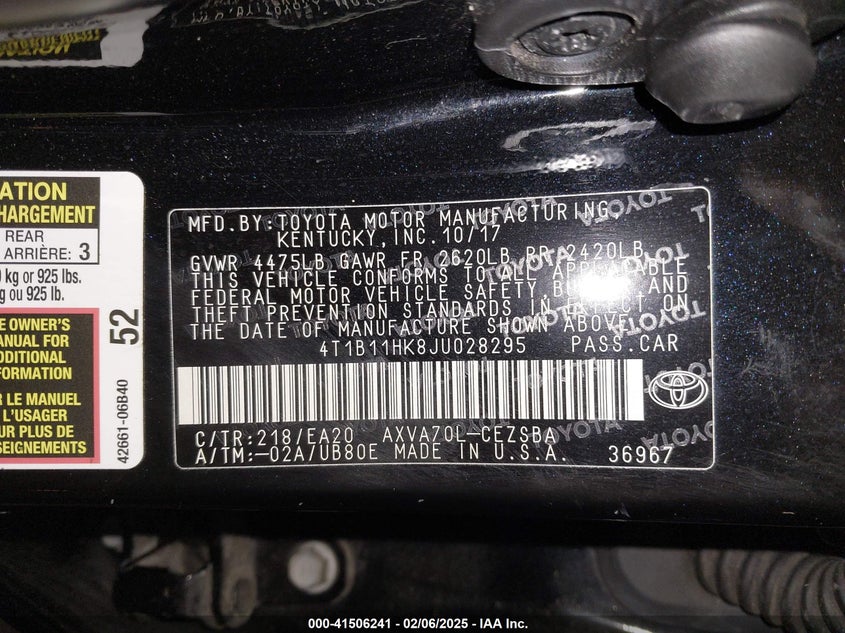 ATION
HARGEMENT
REAR
ARRIÈRE: 3
kg or 925 lbs.
g ou 925 lb.
E OWNER'S
ANUAL FOR
DDITIONAL
FORMATION
R LE MANUEL
L'USAGER
UR PLUS DE
SEIGNEMENTS
52
42661-06B40
MFD.BY:TOYOTA MOTOR MANUFACTURING,
KENTUCKY, INC. 10/17
GVWR 4475LB GAWR FR 2620LB RR 2420LB
THIS VEHICLE CONFORMS TO ALL APPLICABLE
FEDERAL MOTOR VEHICLE SAFETY AND
THEFT PREVENTION STANDARDS IN EFFECT ON
THE DATE OF MANUFACTURE SHOWN ABOVE.
4T1B11HK8JU028295 PASS.CAR
C/TR:218/EA20 AXVA70L-CEZSBA
A/TM:-02A/UB80E MADE IN U.S.A. 36967
TOYOTA
000-41506241 - 02/06/2025 - IAA Inc.